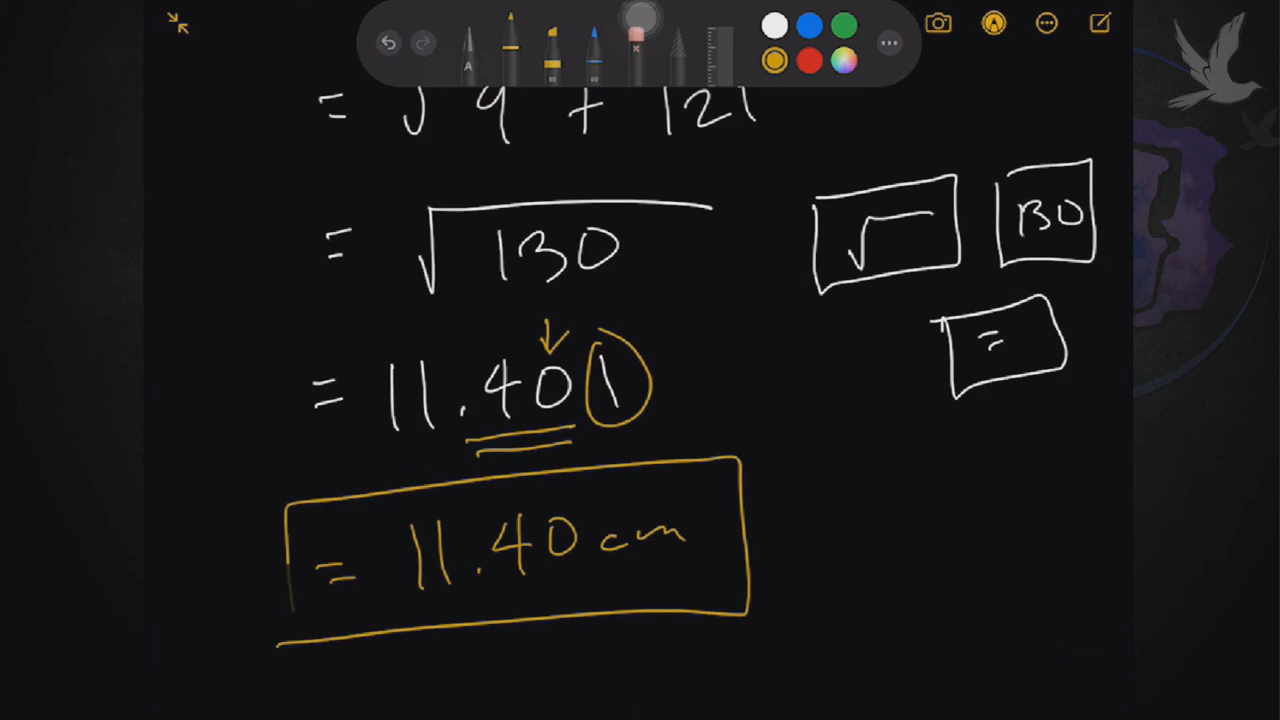 = √ 9 + 121
= √130
√ 130
=
= 11.401
= 11.40 cm